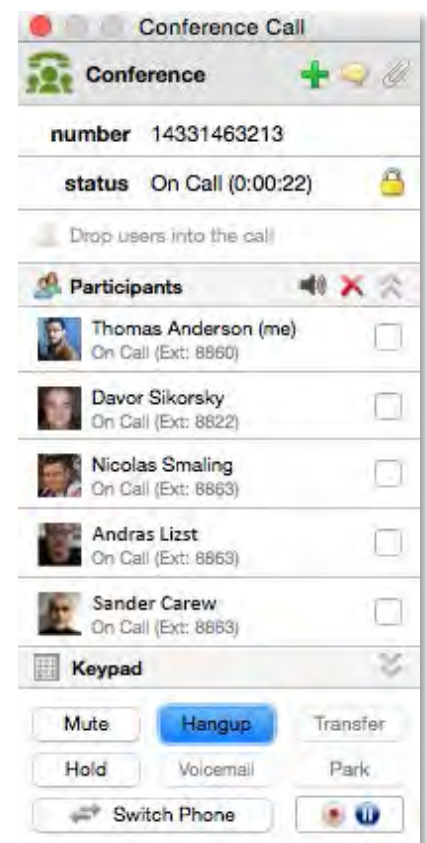 Conference Call
Conference
number 14331463213
status On Call (0:00:22)
Drop users into the call
Participants
Thomas Anderson (me)
On Call (Ext: 8860)
Davor Sikorsky
On Call (Ext: 8822)
Nicolas Smaling
On Call (Ext: 8863)
Andras Lizst
On Call (Ext: 8863)
Sander Carew
On Call (Ext: 8863)
Keypad
Mute Hangup Transfer
Hold Voicemail Park
Switch Phone